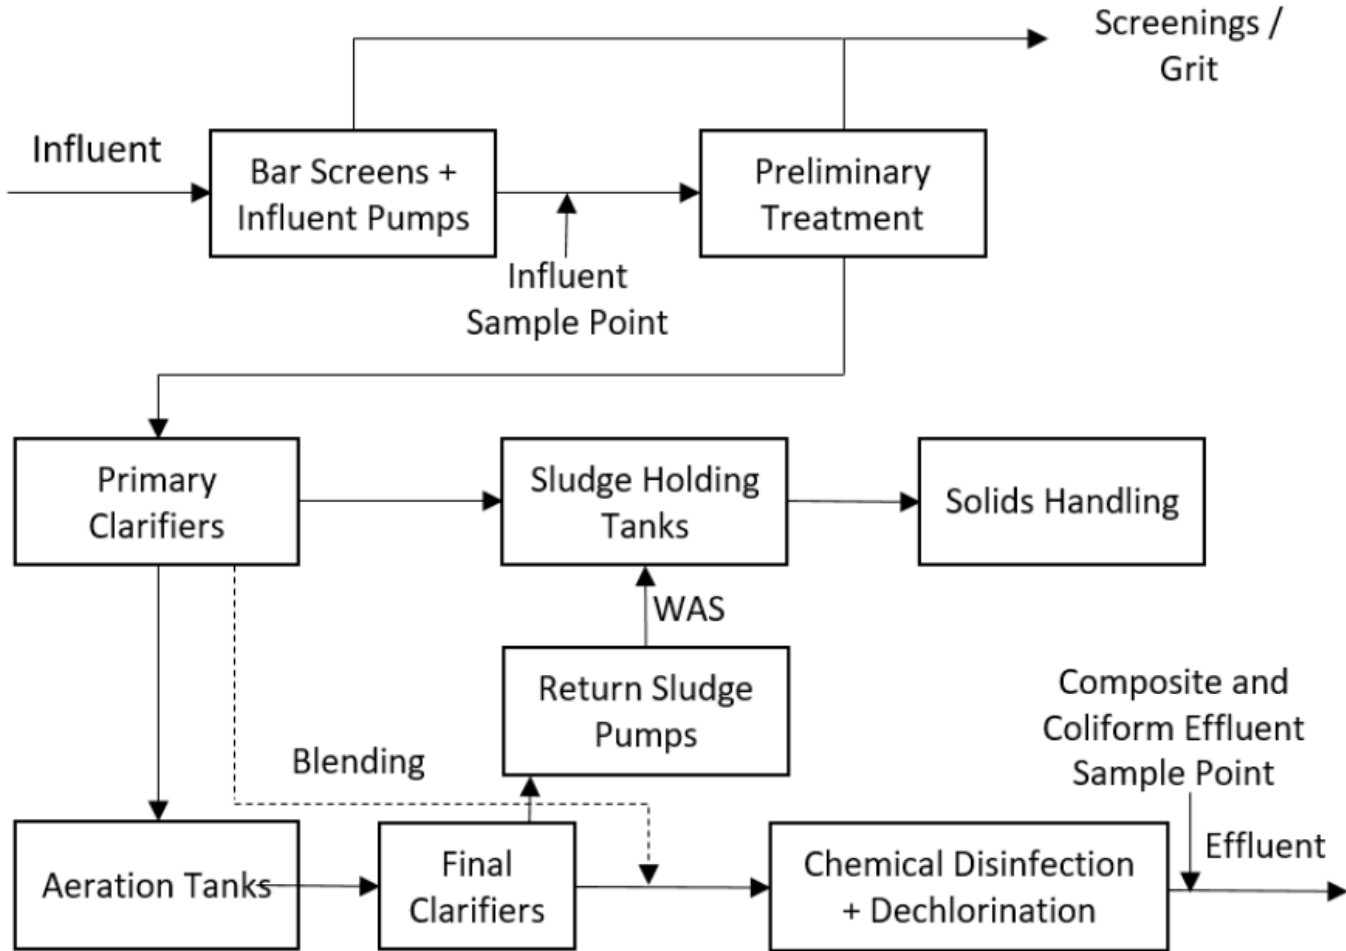 Screenings /
Grit
Influent
Bar Screens +
Influent Pumps
Preliminary
Treatment
Influent
Sample Point
Primary
Clarifiers
Sludge Holding
Tanks
Solids Handling
WAS
Return Sludge
Pumps
Composite and
Coliform Effluent
Sample Point
Blending
Aeration Tanks
Final
Clarifiers
Chemical Disinfection
+ Dechlorination
Effluent